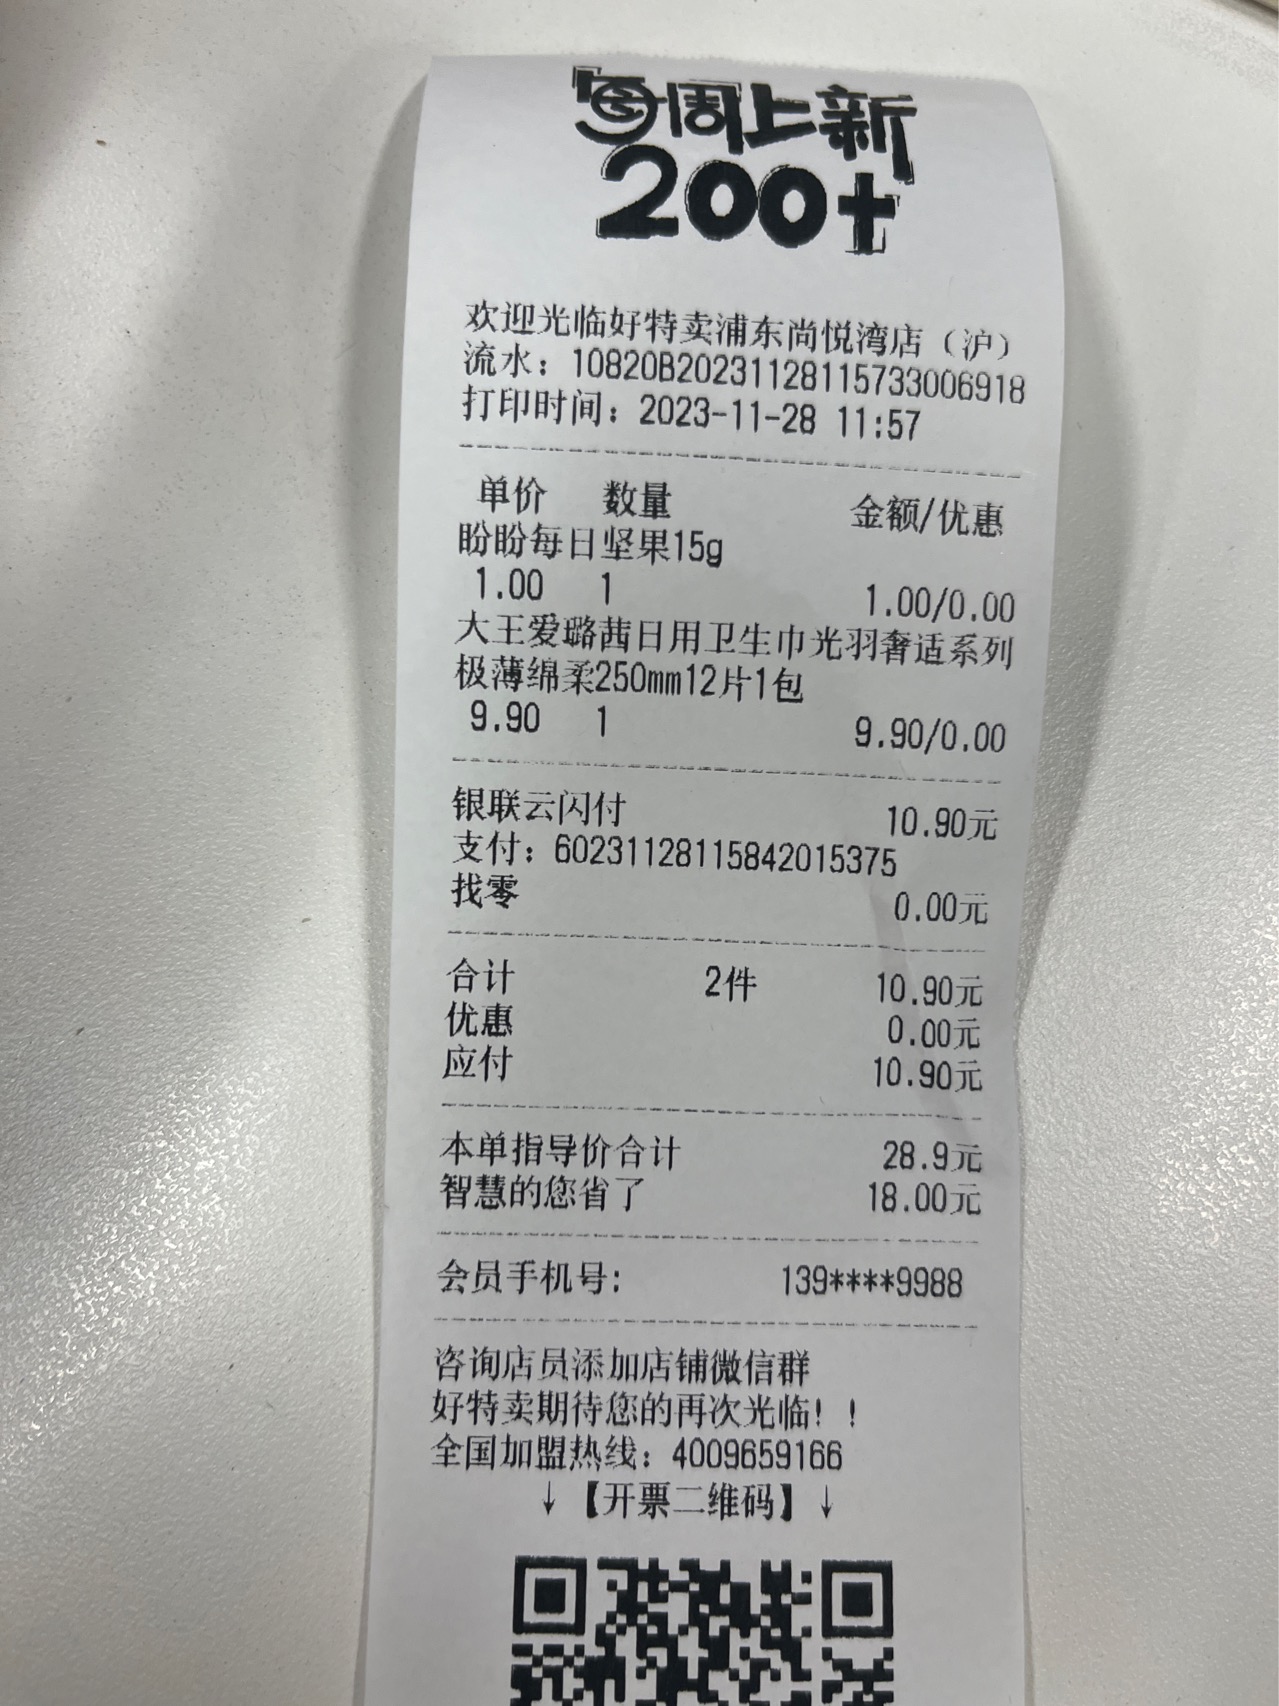 每周上新
200+
欢迎光临好特卖浦东尚悦湾店（沪）
流水：10820B20231128115733006918
打印时间：2023-11-28 11:57
单价 数量 金额/优惠
盼盼每日坚果15g
1.00 1 1.00/0.00
大王爱璐茜日用卫生巾光羽奢适系列
极薄绵柔250mm12片1包
9.90 1 9.90/0.00
银联云闪付 10.90元
支付：60231128115842015375
找零 0.00元
合计 2件 10.90元
优惠 0.00元
应付 10.90元
本单指导价合计 28.9元
智慧的您省了 18.00元
会员手机号: 139****9988
咨询店员添加店铺微信群
好特卖期待您的再次光临！！
全国加盟热线：4009659166
↓【开票二维码】↓